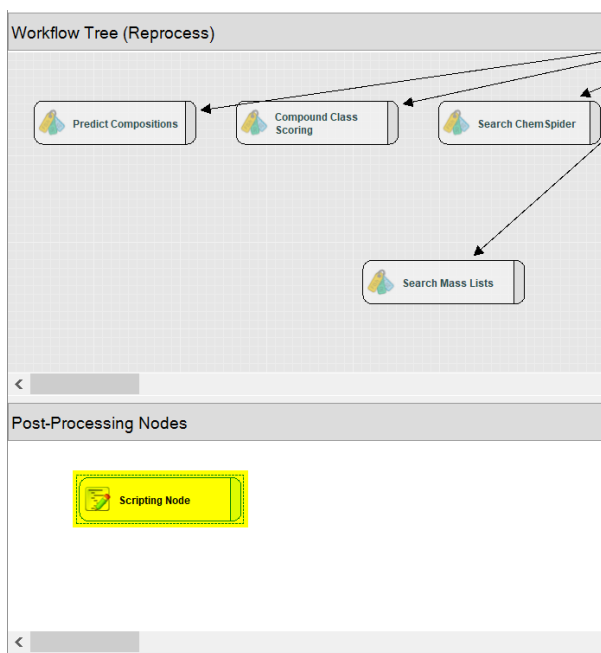 Workflow Tree (Reprocess)
Predict Compositions
Compound Class
Scoring
Search ChemSpider
Search Mass Lists
Post-Processing Nodes
Scripting Node